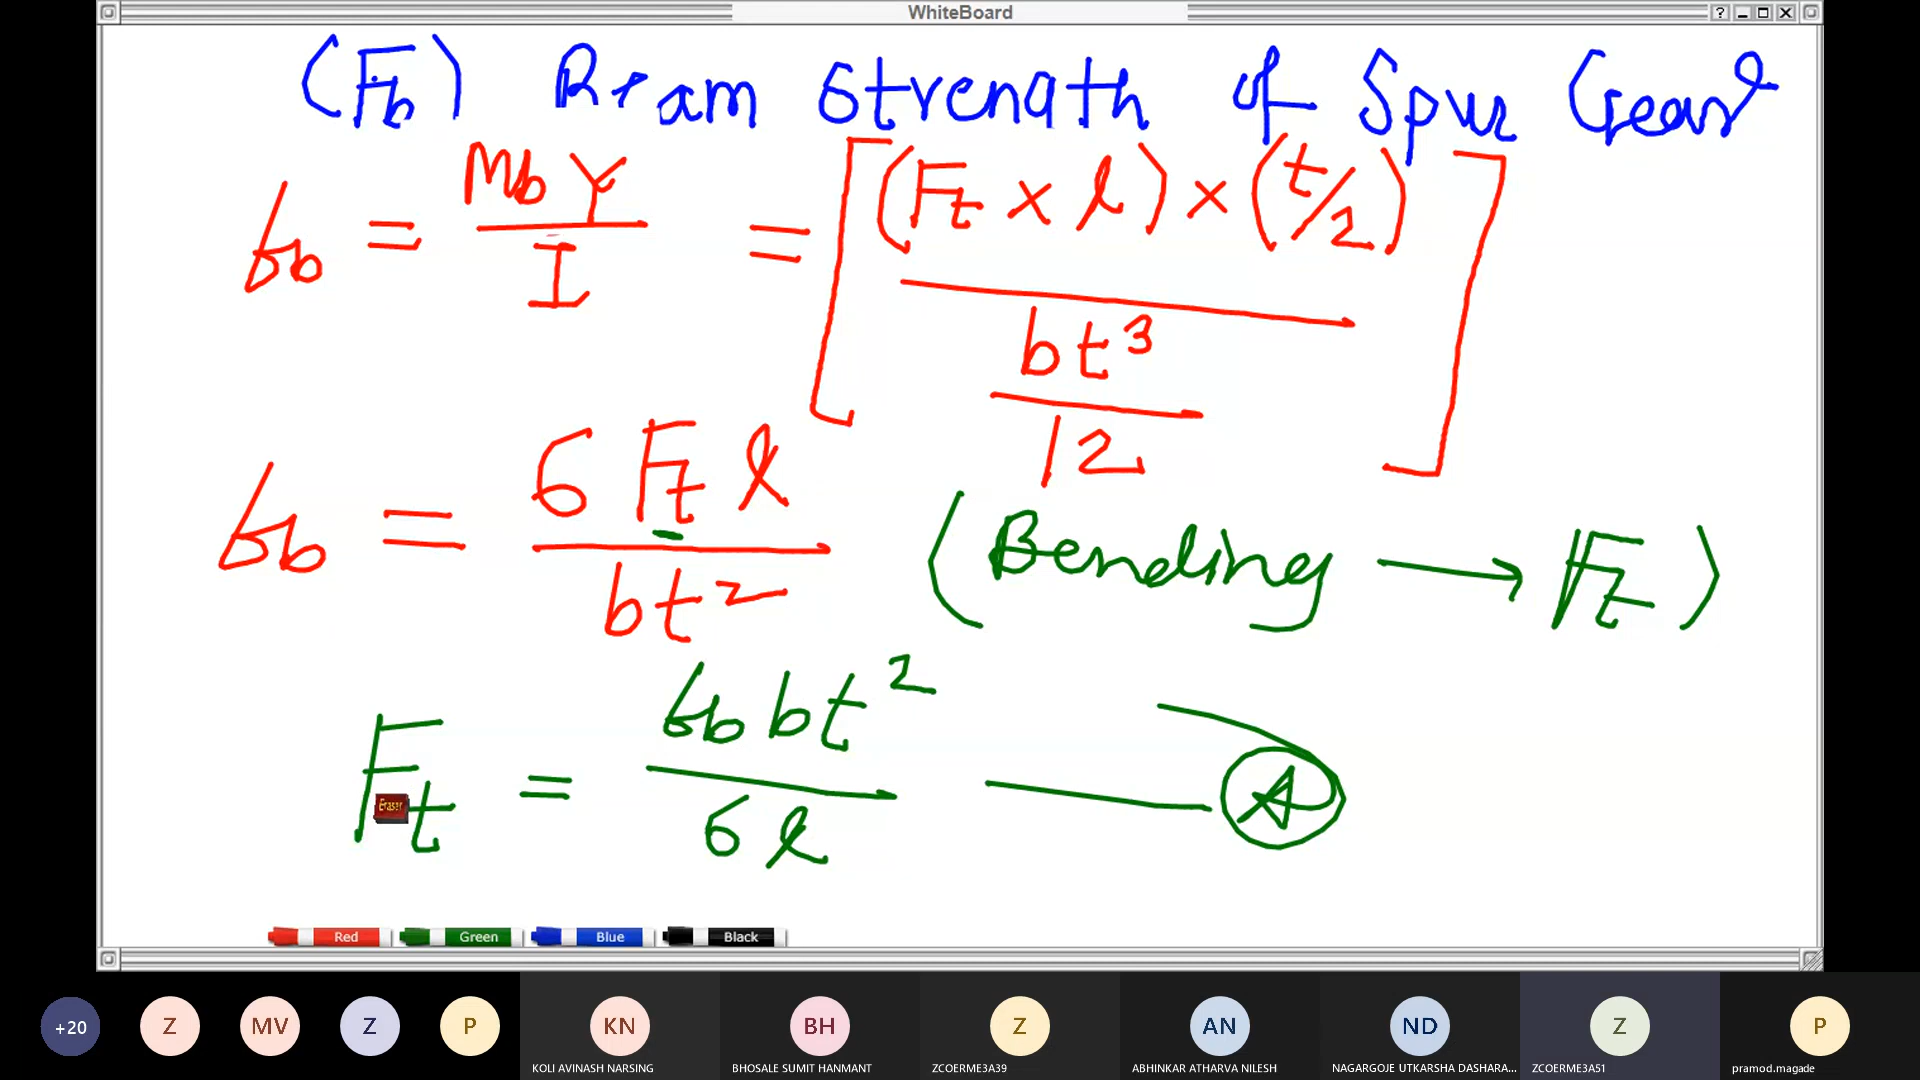 WhiteBoard
(Fb) Beam Strength of Spur Gear
σb = Mb Y / I = [(Ft × l) × (t/2) / (bt³ / 12)]
σb = 6 Ft l / bt² (Bending → Ft)
Ft = σb bt² / 6 l — A
Eraser
Red Green Blue Black
+20 Z MV Z P KN BH Z AN ND Z P
KOLI AVINASH NARSING BHOSALE SUMIT HANMANT ZCOERME3A39 ABHINKAR ATHARVA NILESH NAGARGOJE UTKARSHA DASHARA... ZCOERME3A51 pramod.magade